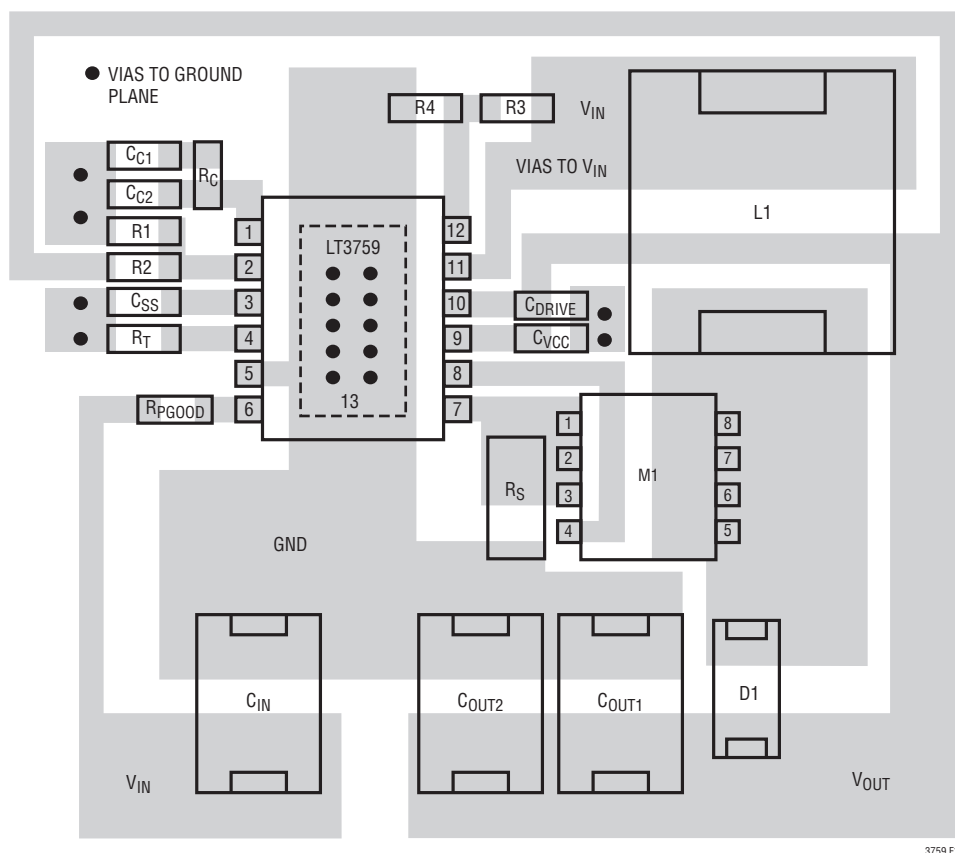 VIAS TO GROUND
PLANE
R4
R3
VIN
CC1
RC
CC2
VIAS TO VIN
L1
R1
1
12
R2
2
LT3759
11
CSS
3
10
CDRIVE
RT
4
9
CVCC
5
8
RPGOOD
6
13
7
1
8
2
7
RS
M1
3
6
4
5
GND
CIN
COUT2
COUT1
D1
VIN
VOUT
3759 F